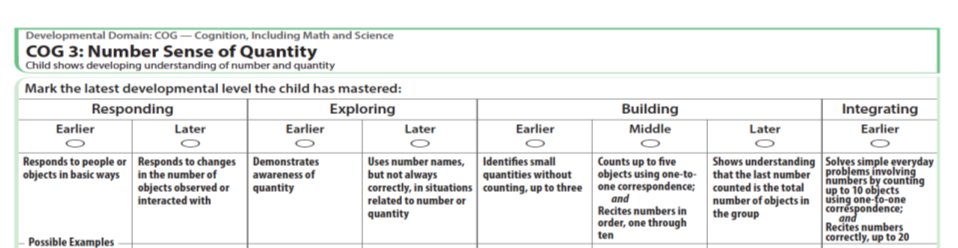 Developmental Domain: COG — Cognition, Including Math and Science
COG 3: Number Sense of Quantity
Child shows developing understanding of number and quantity
Mark the latest developmental level the child has mastered:
Responding
Exploring
Building
Integrating
Earlier
Later
Earlier
Later
Earlier
Middle
Later
Earlier
Responds to people or
objects in basic ways
Responds to changes
in the number of
objects observed or
interacted with
Demonstrates
awareness of
quantity
Uses number names,
but not always
correctly, in situations
related to number or
quantity
Identifies small
quantities without
counting, up to three
Counts up to five
objects using one-to-
one correspondence;
and
Recites numbers in
order, one through
ten
Shows understanding
that the last number
counted is the total
number of objects in
the group
Solves simple everyday
problems involving
numbers by counting
up to 10 objects
using one-to-one
correspondence;
and
Recites numbers
correctly, up to 20
Possible Examples